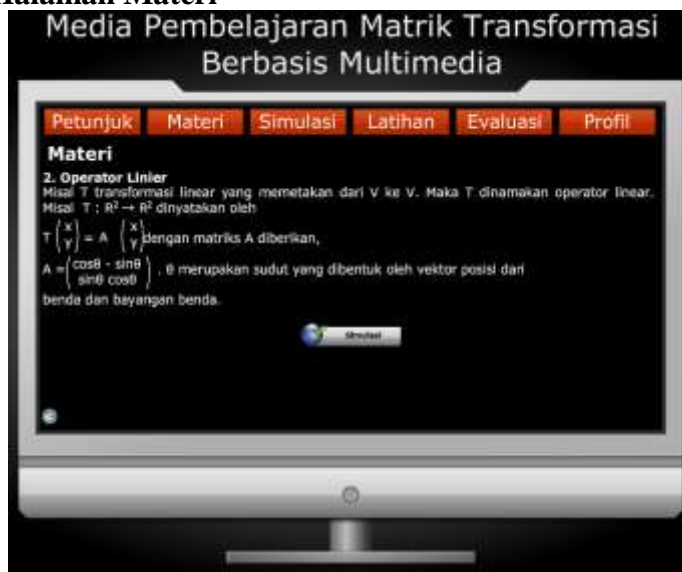 Halaman Materi
Media Pembelajaran Matrik Transformasi
Berbasis Multimedia
Petunjuk Materi Simulasi Latihan Evaluasi Profil
Materi
2. Operator Linier
Misal T transformasi linear yang memetakan dari V ke V. Maka T dinamakan operator linear.
Misal T : R² → R² dinyatakan oleh
T (x y) = A (x y) dengan matriks A diberikan,
A = (cosθ - sinθ
sinθ cosθ) . θ merupakan sudut yang dibentuk oleh vektor posisi dari
benda dan bayangan benda.
Simulasi